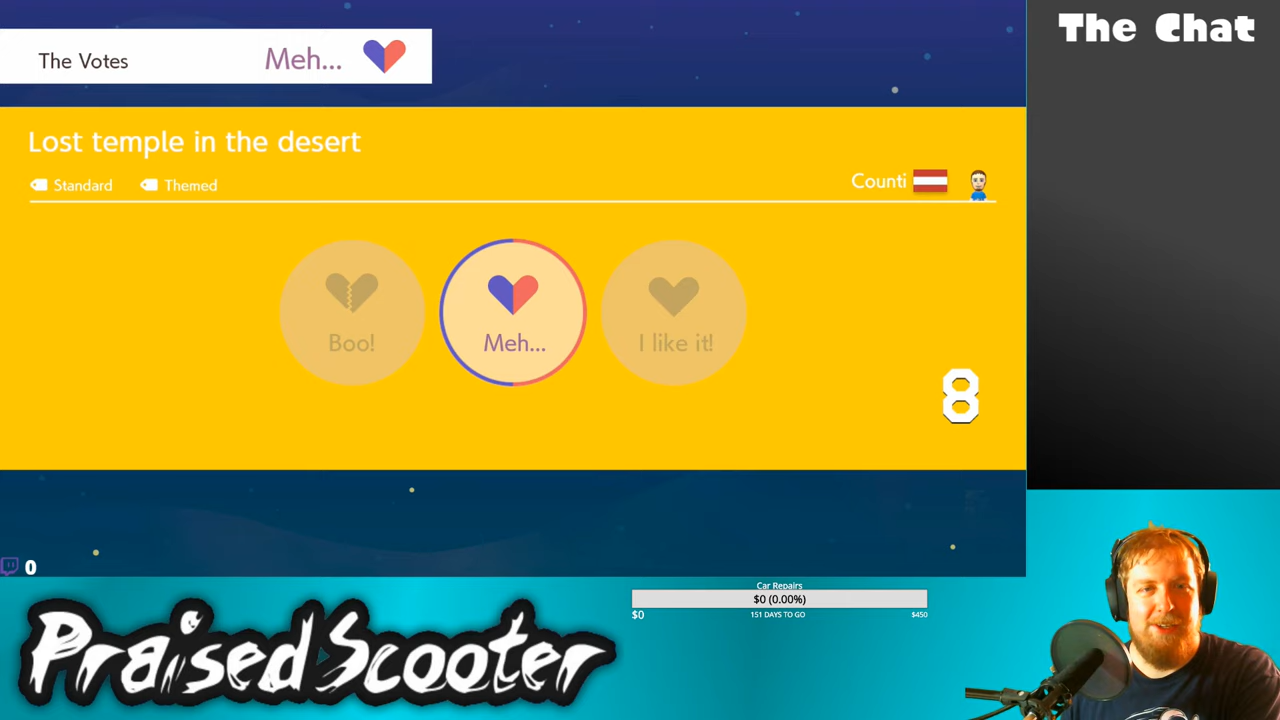 The Votes Meh...
Lost temple in the desert
Standard Themed
Counti
Boo! Meh... I like it!
8
0
The Chat
Car Repairs
$0 (0.00%)
$0 151 DAYS TO GO $450
PraisedScooter